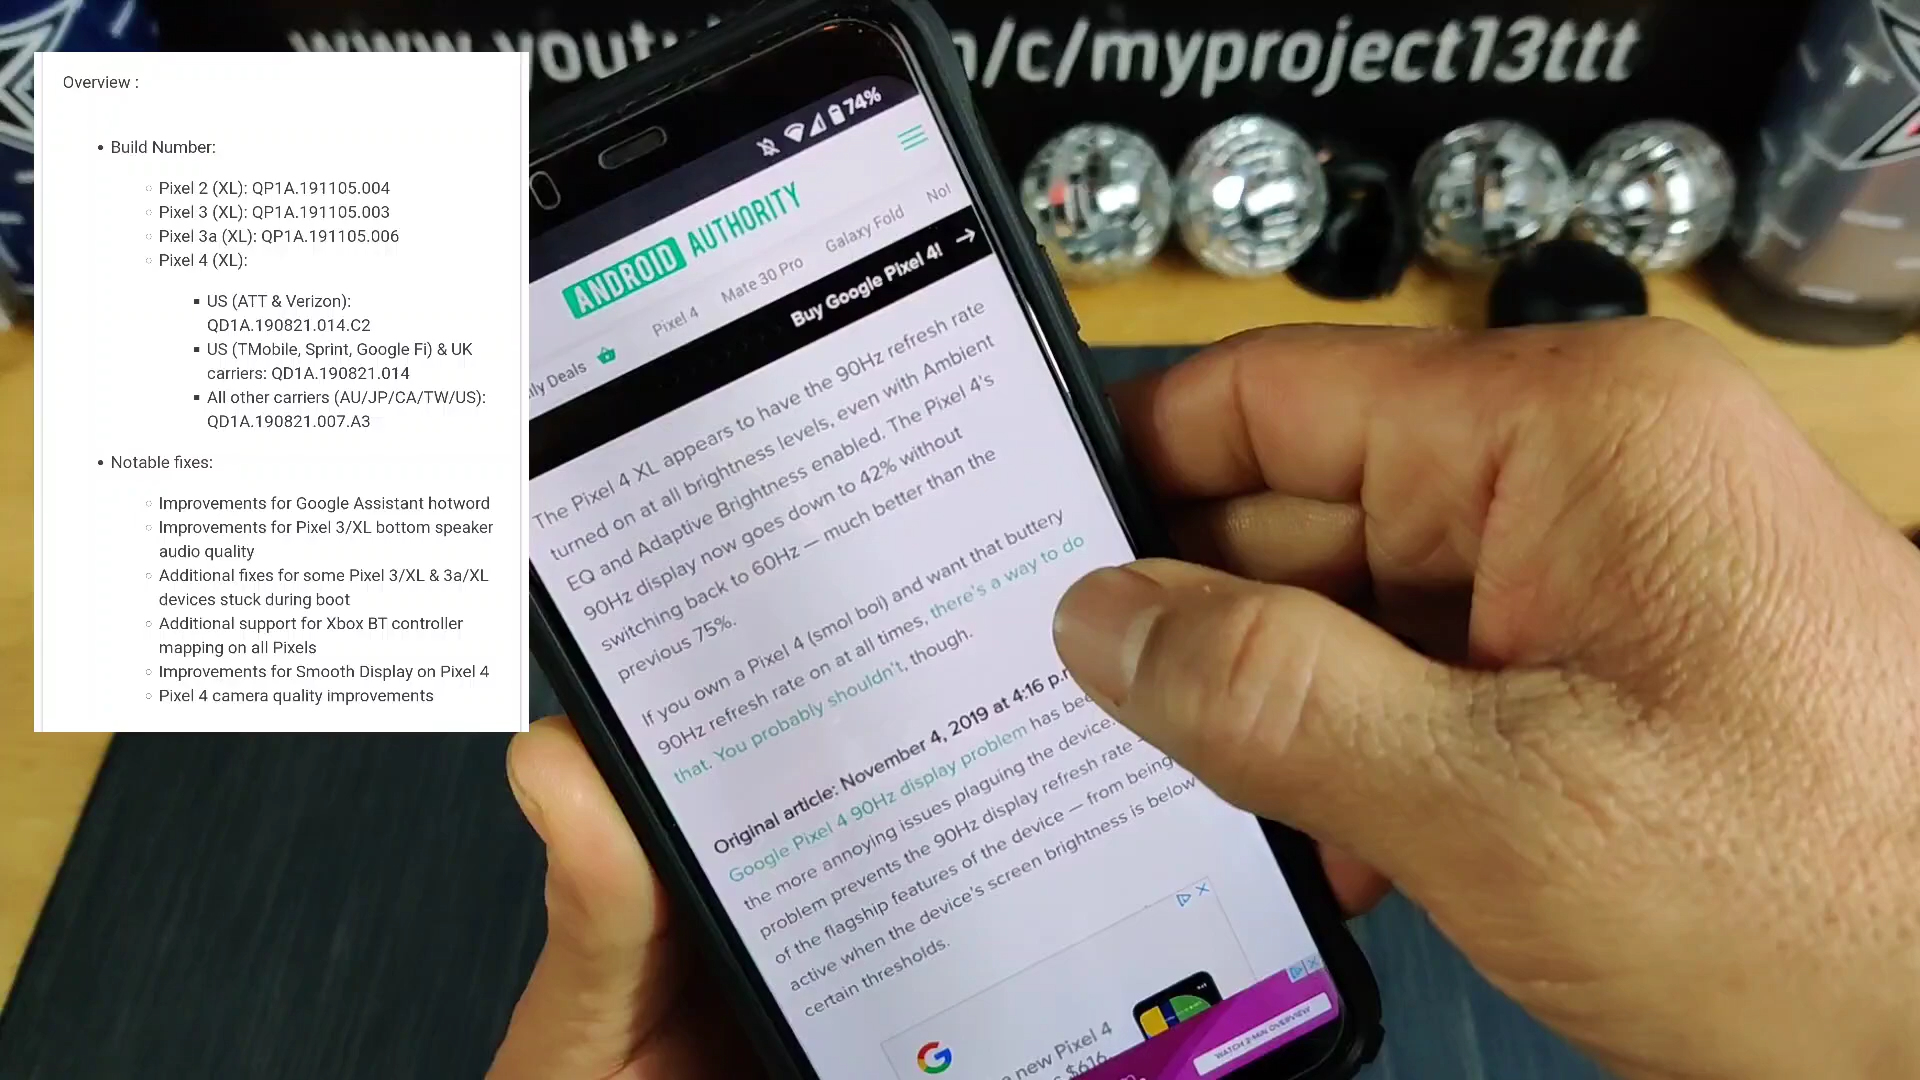 www.youtu
n/c/myproject13ttt
Overview :
Build Number:
Pixel 2 (XL): QP1A.191105.004
Pixel 3 (XL): QP1A.191105.003
Pixel 3a (XL): QP1A.191105.006
Pixel 4 (XL):
US (ATT & Verizon):
QD1A.190821.014.C2
US (TMobile, Sprint, Google Fi) & UK
carriers: QD1A.190821.014
All other carriers (AU/JP/CA/TW/US):
QD1A.190821.007.A3
Notable fixes:
Improvements for Google Assistant hotword
Improvements for Pixel 3/XL bottom speaker
audio quality
Additional fixes for some Pixel 3/XL & 3a/XL
devices stuck during boot
Additional support for Xbox BT controller
mapping on all Pixels
Improvements for Smooth Display on Pixel 4
Pixel 4 camera quality improvements
74%
ANDROID AUTHORITY
Deals Pixel 4 Mate 30 Pro Galaxy Fold
Buy Google Pixel 4! →
The Pixel 4 XL appears to have the 90Hz refresh rate
turned on at all brightness levels, even with Ambient
EQ and Adaptive Brightness enabled. The Pixel 4's
90Hz display now goes down to 42% without
switching back to 60Hz — much better than the
previous 75%.
If you own a Pixel 4 (smol boi) and want that buttery
90Hz refresh rate on at all times, there's a way to do
that. You probably shouldn't, though.
Original article: November 4, 2019 at 4:16 p.
Google Pixel 4 90Hz display problem has
the more annoying issues plaguing the device.
problem prevents the 90Hz display refresh rate –
of the flagship features of the device — from being
active when the device's screen brightness is below
certain thresholds.
G
new Pixel 4
$616
WATCH 2-MIN OVERVIEW